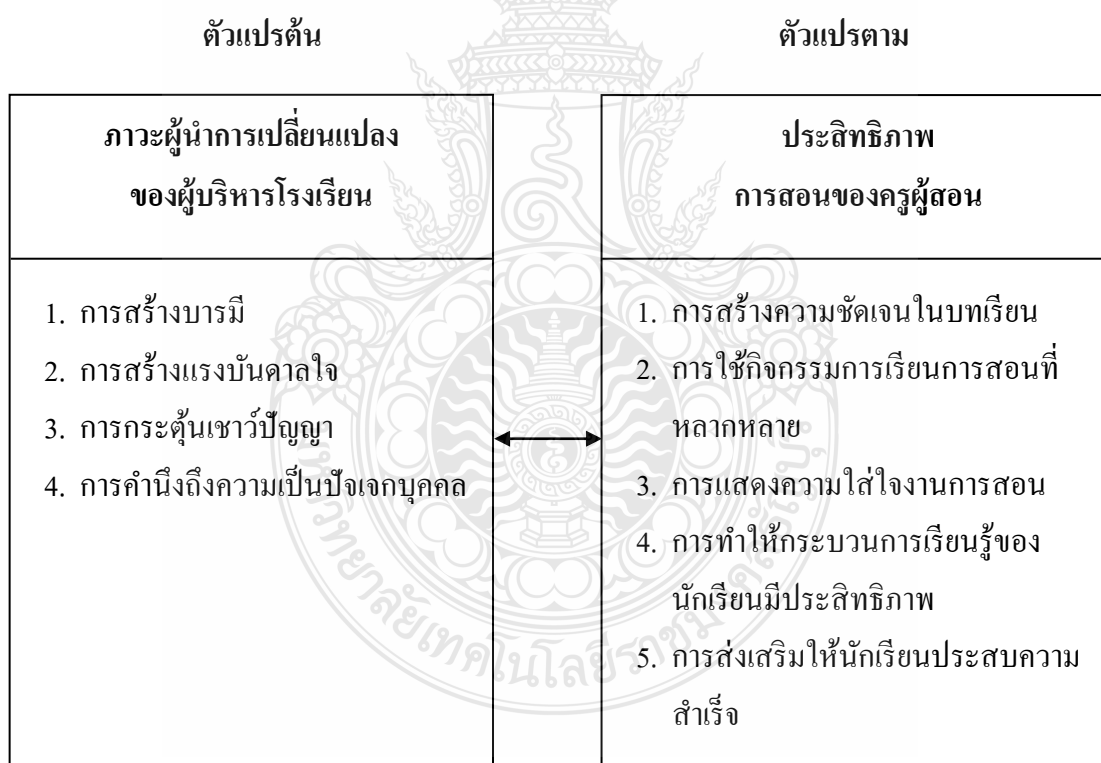 ตัวแปรต้น
ตัวแปรตาม
ภาวะผู้นำการเปลี่ยนแปลง
ของผู้บริหารโรงเรียน
1. การสร้างบารมี
2. การสร้างแรงบันดาลใจ
3. การกระตุ้นเชาว์ปัญญา
4. การคำนึงถึงความเป็นปัจเจกบุคคล
ประสิทธิภาพ
การสอนของครูผู้สอน
1. การสร้างความชัดเจนในบทเรียน
2. การใช้กิจกรรมการเรียนการสอนที่
หลากหลาย
3. การแสดงความใส่ใจงานการสอน
4. การทำให้กระบวนการเรียนรู้ของ
นักเรียนมีประสิทธิภาพ
5. การส่งเสริมให้นักเรียนประสบความ
สำเร็จ